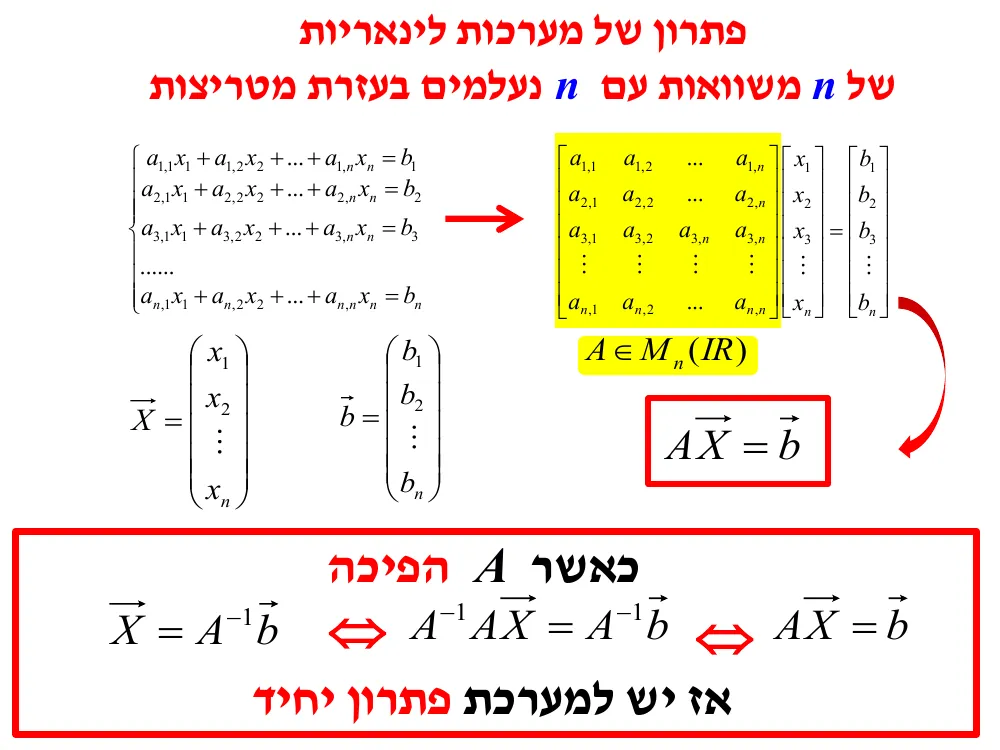 פתרון של מערכות לינאריות
של n משוואות עם n נעלמים בעזרת מטריצות
a₁,₁x₁ + a₁,₂x₂ + ... + a₁,ₙxₙ = b₁
a₂,₁x₁ + a₂,₂x₂ + ... + a₂,ₙxₙ = b₂
a₃,₁x₁ + a₃,₂x₂ + ... + a₃,ₙxₙ = b₃
......
aₙ,₁x₁ + aₙ,₂x₂ + ... + aₙ,ₙxₙ = bₙ
[a₁,₁ a₁,₂ ... a₁,ₙ] [x₁] [b₁]
[a₂,₁ a₂,₂ ... a₂,ₙ] [x₂] [b₂]
[a₃,₁ a₃,₂ a₃,ₙ a₃,ₙ] [x₃] = [b₃]
[⋮ ⋮ ⋮ ⋮] [⋮] [⋮]
[aₙ,₁ aₙ,₂ ... aₙ,ₙ] [xₙ] [bₙ]
A ∈ Mₙ(IR)
X⃗ = (x₁ x₂ ⋮ xₙ)
b⃗ = (b₁ b₂ ⋮ bₙ)
AX⃗ = b⃗
כאשר A הפיכה
AX⃗ = b⃗ ⇔ A⁻¹AX⃗ = A⁻¹b⃗ ⇔ X⃗ = A⁻¹b⃗
אז יש למערכת פתרון יחיד